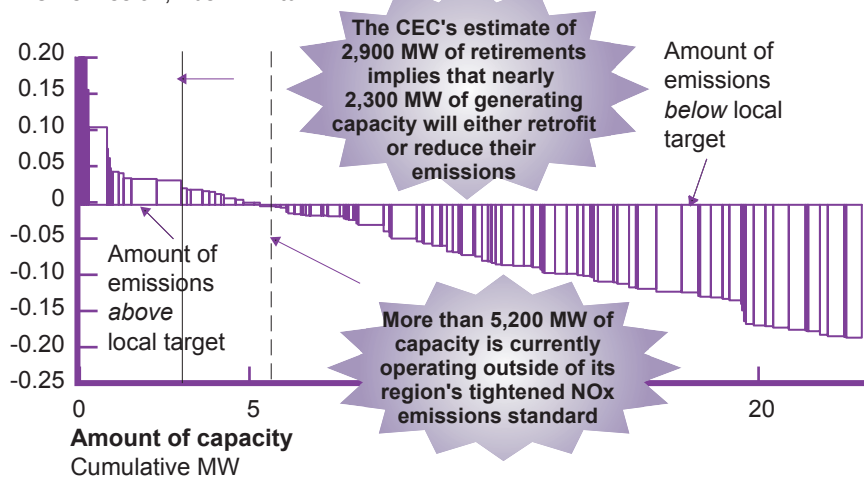 The CEC's estimate of
2,900 MW of retirements
implies that nearly
2,300 MW of generating
capacity will either retrofit
or reduce their
emissions
Amount of
emissions
below local
target
0.20
0.15
0.10
0.05
0
-0.05
-0.10
-0.15
-0.20
-0.25
Amount of
emissions
above
local target
More than 5,200 MW of
capacity is currently
operating outside of its
region's tightened NOx
emissions standard
0
5
20
Amount of capacity
Cumulative MW